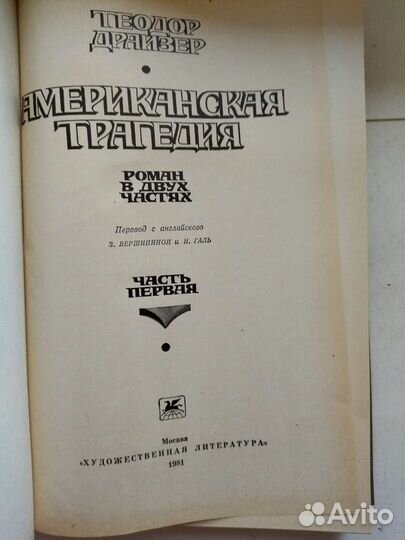 ТЕОДОР
ДРАЙЗЕР
АМЕРИКАНСКАЯ
ТРАГЕДИЯ
РОМАН
В ДВУХ
ЧАСТЯХ
Перевод с английского
З. ВЕРШИНИНОЙ и Н. ГАЛЬ
ЧАСТЬ
ПЕРВАЯ
Москва
«ХУДОЖЕСТВЕННАЯ ЛИТЕРАТУРА»
1981
Avito